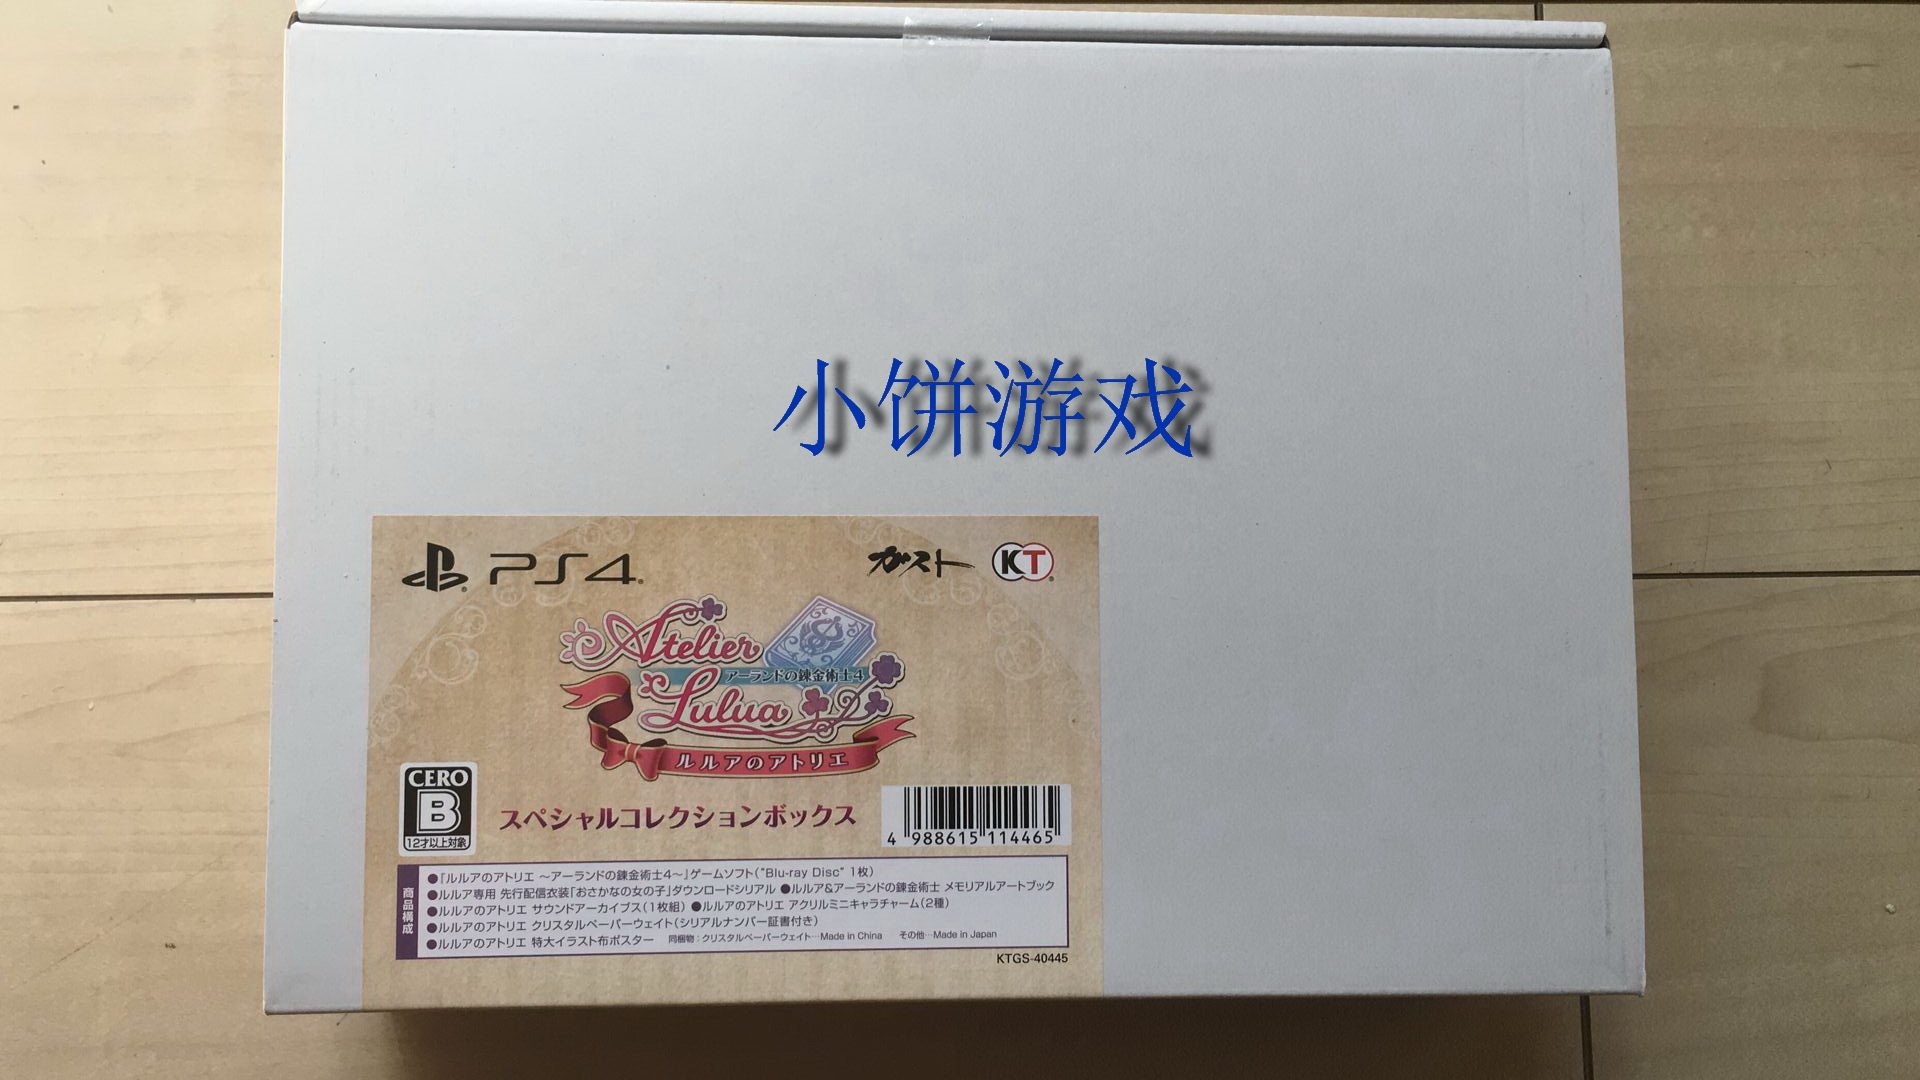 小饼游戏
PS4
ガスト
KT
Atelier
アーランドの錬金術士4
Lulua
ルルアのアトリエ
CERO
B
12才以上対象
スペシャルコレクションボックス
4 988615 114465
商品構成
●「ルルアのアトリエ ～アーランドの錬金術士4～」ゲームソフト("Blu-ray Disc" 1枚)
●ルルア専用 先行配信衣装「おさかなの女の子」ダウンロードシリアル ●ルルア&アーランドの錬金術士 メモリアルアートブック
●ルルアのアトリエ サウンドアーカイブス(1枚組) ●ルルアのアトリエ アクリルミニキャラチャーム(2種)
●ルルアのアトリエ クリスタルペーパーウェイト(シリアルナンバー証書付き)
●ルルアのアトリエ 特大イラスト布ポスター 同梱物:クリスタルペーパーウェイト…Made in China その他…Made in Japan
KTGS-40445